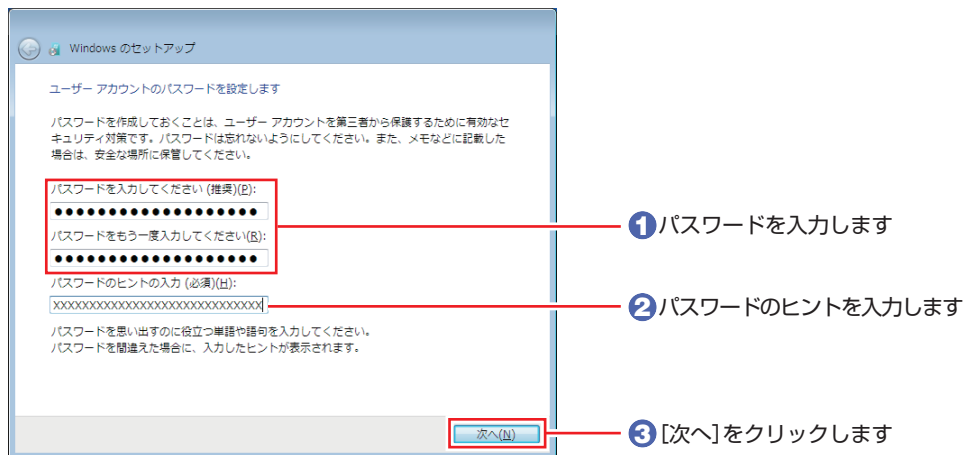 Windows のセットアップ
ユーザー アカウントのパスワードを設定します
パスワードを作成しておくことは、ユーザー アカウントを第三者から保護するために有効なセ
キュリティ対策です。パスワードは忘れないようにしてください。また、メモなどに記載した
場合は、安全な場所に保管してください。
パスワードを入力してください (推奨)(P):
●●●●●●●●●●●●●●●●●●●
パスワードをもう一度入力してください(R):
●●●●●●●●●●●●●●●●●●●
パスワードのヒントの入力 (必須)(H):
XXXXXXXXXXXXXXXXXXXXXXXXXXXXX
パスワードを思い出すのに役立つ単語や語句を入力してください。
パスワードを間違えた場合に、入力したヒントが表示されます。
次へ(N)
❶パスワードを入力します
❷パスワードのヒントを入力します
❸[次へ]をクリックします